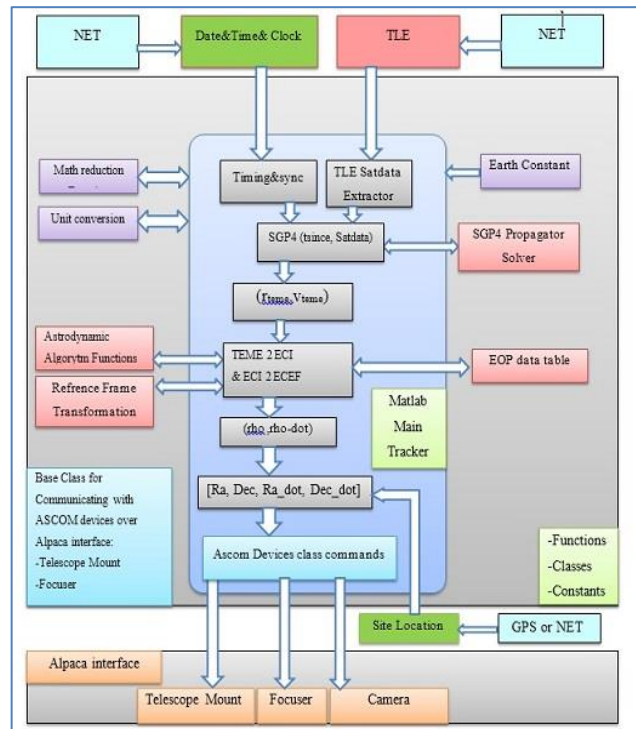 NET
Date&Time& Clock
TLE
NET
Math reduction
Unit conversion
Timing&sync
TLE Satdata
Extractor
Earth Constant
SGP4 (tsince, Satdata)
SGP4 Propagator
Solver
(rteme,Vteme)
Astrodynamic
Algorytm Functions
Refrence Frame
Transformation
TEME 2 ECI
& ECI 2ECEF
EOP data table
(rho ,rho-dot)
Matlab
Main
Tracker
[Ra, Dec, Ra_dot, Dec_dot]
Base Class for
Communicating with
ASCOM devices over
Alpaca interface:
-Telescope Mount
-Focuser
Ascom Devices class commands
-Functions
-Classes
-Constants
Site Location
GPS or NET
Alpaca interface
Telescope Mount
Focuser
Camera